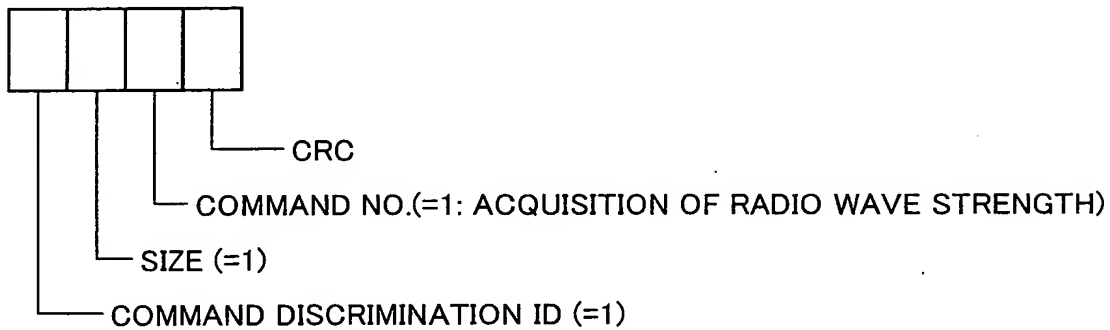 CRC
COMMAND NO.(=1: ACQUISITION OF RADIO WAVE STRENGTH)
SIZE (=1)
COMMAND DISCRIMINATION ID (=1)